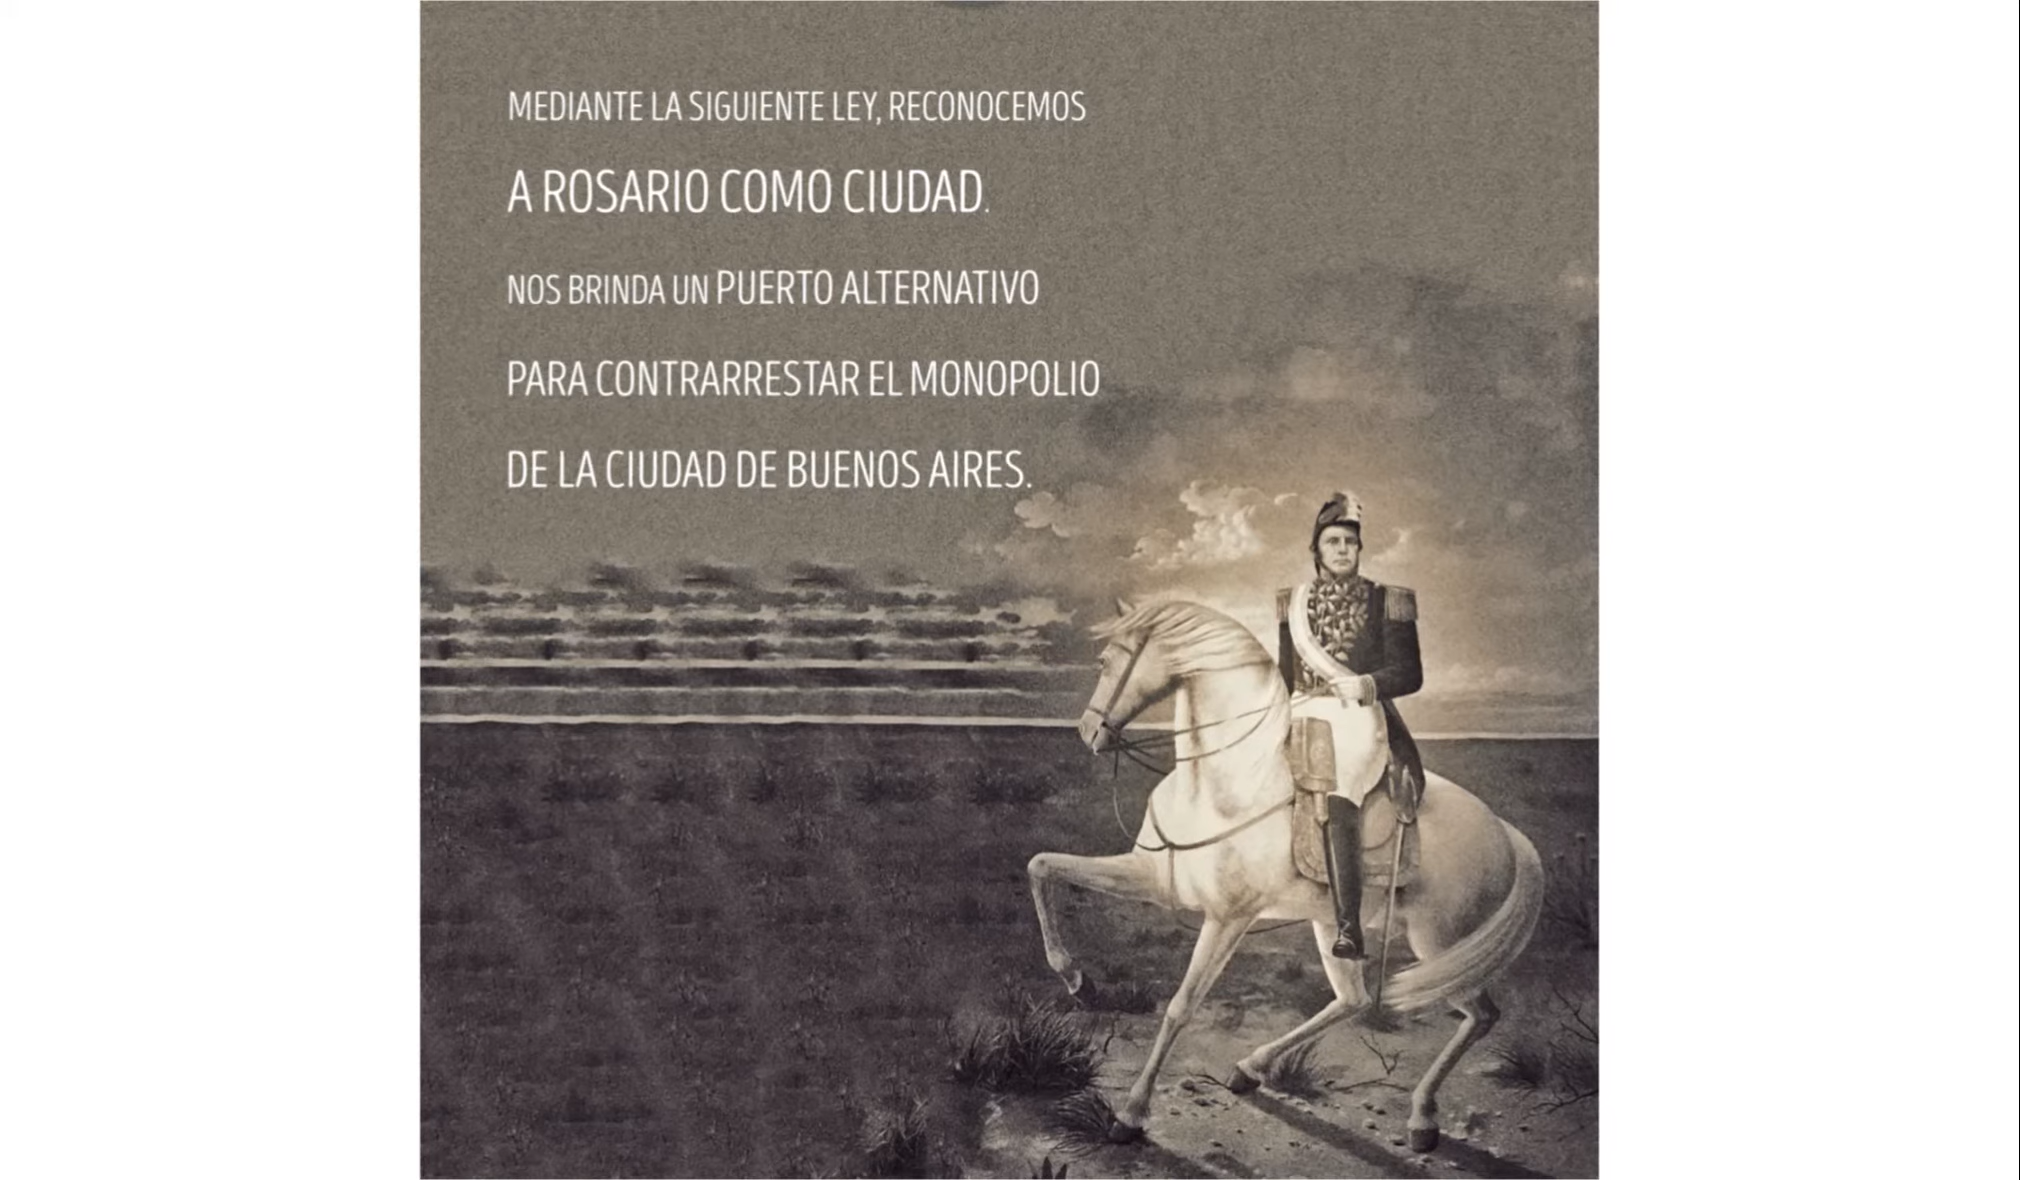 MEDIANTE LA SIGUIENTE LEY, RECONOCEMOS
A ROSARIO COMO CIUDAD.
NOS BRINDA UN PUERTO ALTERNATIVO
PARA CONTRARRESTAR EL MONOPOLIO
DE LA CIUDAD DE BUENOS AIRES.